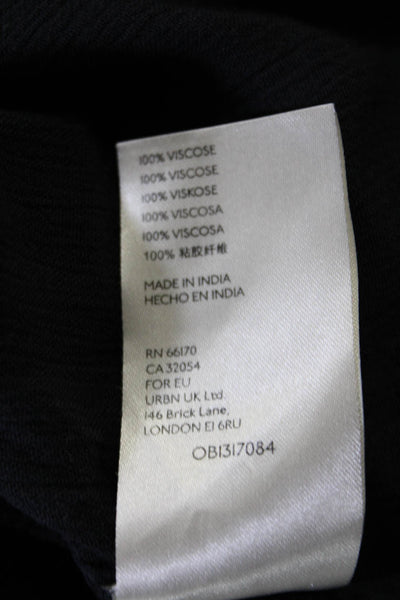 100% VISCOSE
100% VISCOSE
100% VISKOSE
100% VISCOSA
100% VISCOSA
100% 粘胶纤维
MADE IN INDIA
HECHO EN INDIA
RN 66170
CA 32054
FOR EU
URBN UK Ltd.
146 Brick Lane,
LONDON E1 6RU
OB1317084